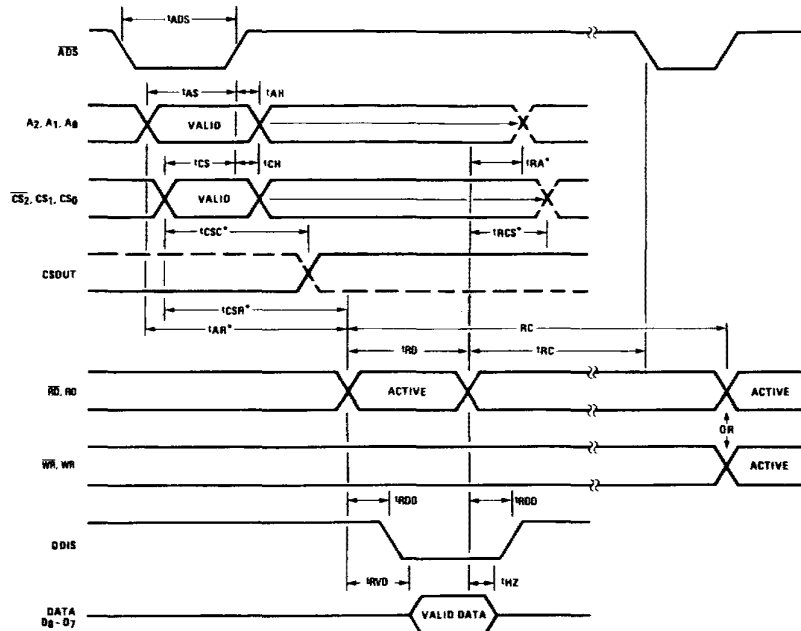 tADS
ADS
tAS
tAH
A2, A1, A0
VALID
tCS
tCH
tRA*
CS2, CS1, CS0
VALID
tCSC*
tRCS*
CSOUT
tCSR*
tAR*
RC
tRD
tRC
RD, RD
ACTIVE
ACTIVE
OR
WR, WR
ACTIVE
tRDD
tRDD
DDIS
tRVD
tHZ
DATA
D0 - D7
VALID DATA